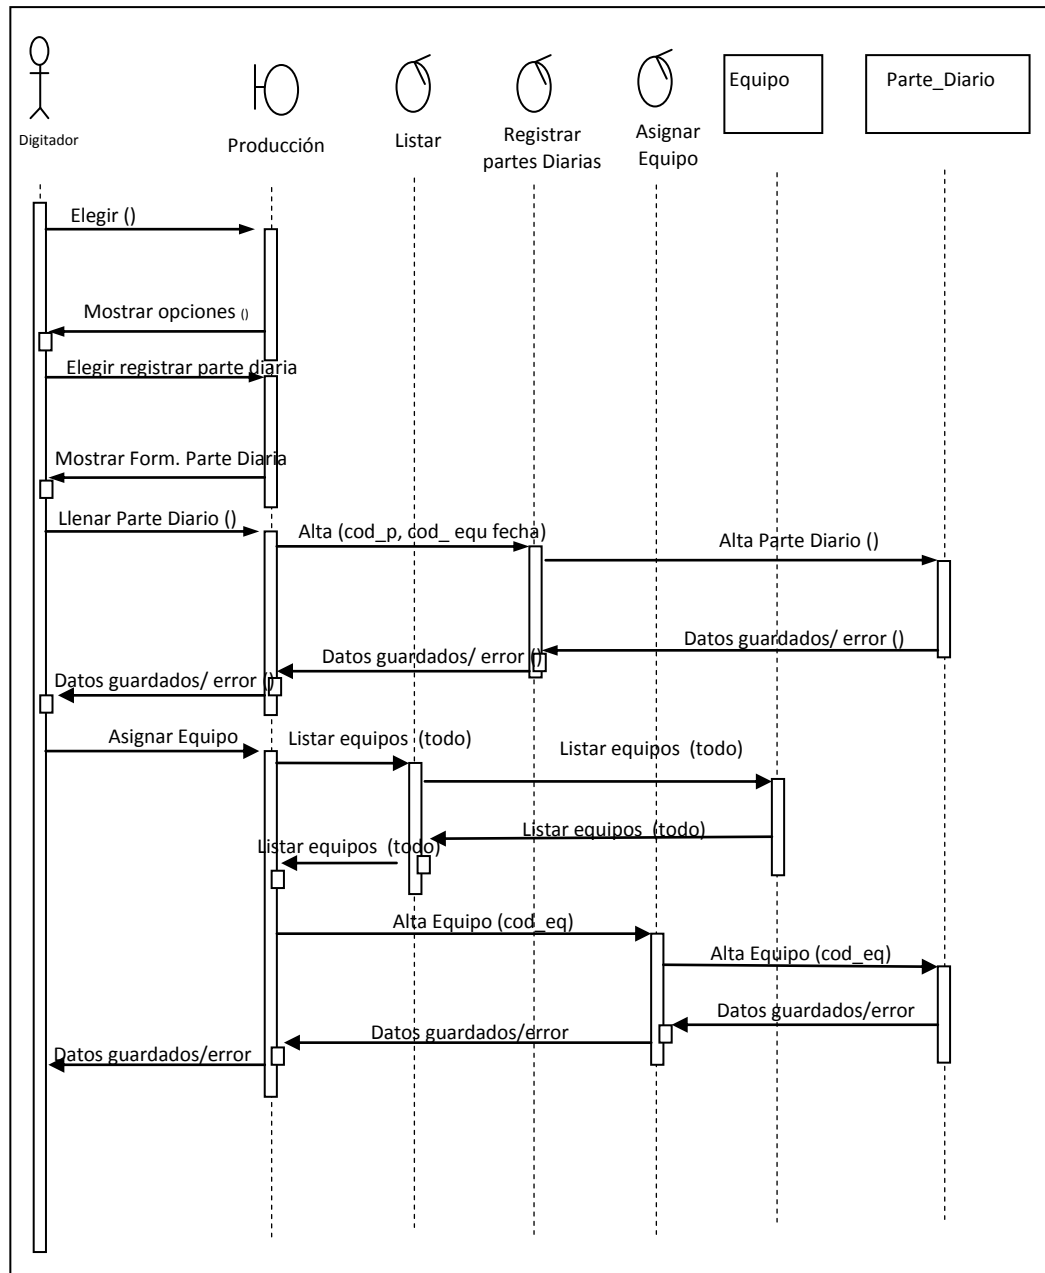 Digitador
Producción
Listar
Registrar
partes Diarias
Asignar
Equipo
Equipo
Parte_Diario
Elegir ()
Mostrar opciones ()
Elegir registrar parte diaria
Mostrar Form. Parte Diaria
Llenar Parte Diario ()
Alta (cod_p, cod_ equ fecha)
Alta Parte Diario ()
Datos guardados/ error ()
Datos guardados/ error ()
Datos guardados/ error ()
Asignar Equipo
Listar equipos (todo)
Listar equipos (todo)
Listar equipos (todo)
Listar equipos (todo)
Alta Equipo (cod_eq)
Alta Equipo (cod_eq)
Datos guardados/error
Datos guardados/error
Datos guardados/error